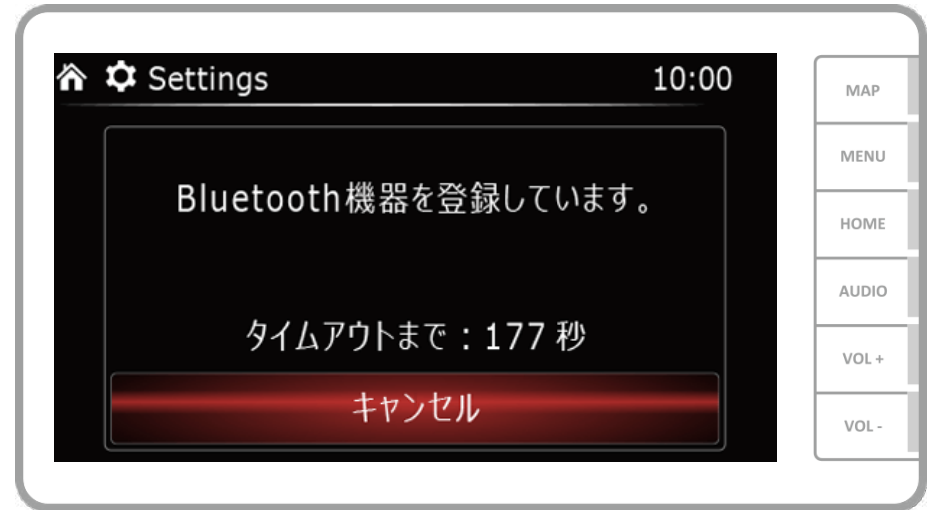 Settings 10:00
Bluetooth機器を登録しています。
タイムアウトまで：177 秒
キャンセル
MAP
MENU
HOME
AUDIO
VOL +
VOL -